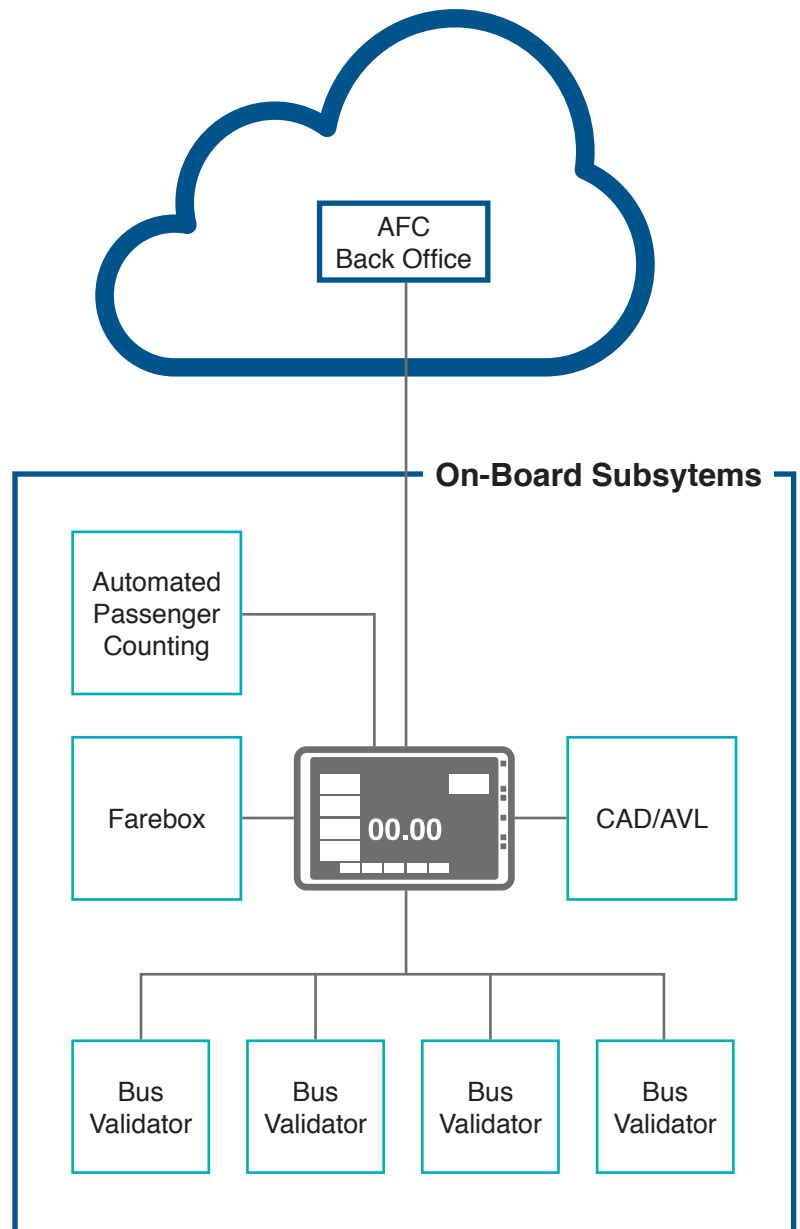 AFC
Back Office
On-Board Subsytems
Automated
Passenger
Counting
Farebox
00.00
CAD/AVL
Bus
Validator
Bus
Validator
Bus
Validator
Bus
Validator